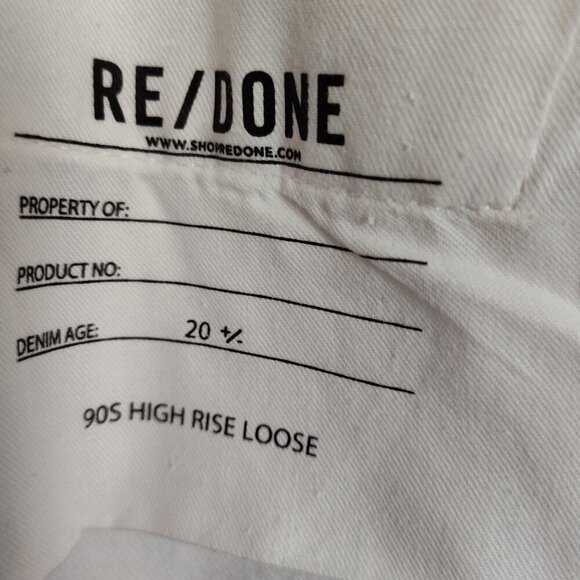 RE/DONE
WWW.SHOPREDONE.COM
PROPERTY OF:
PRODUCT NO:
DENIM AGE: 20 +/-
90S HIGH RISE LOOSE